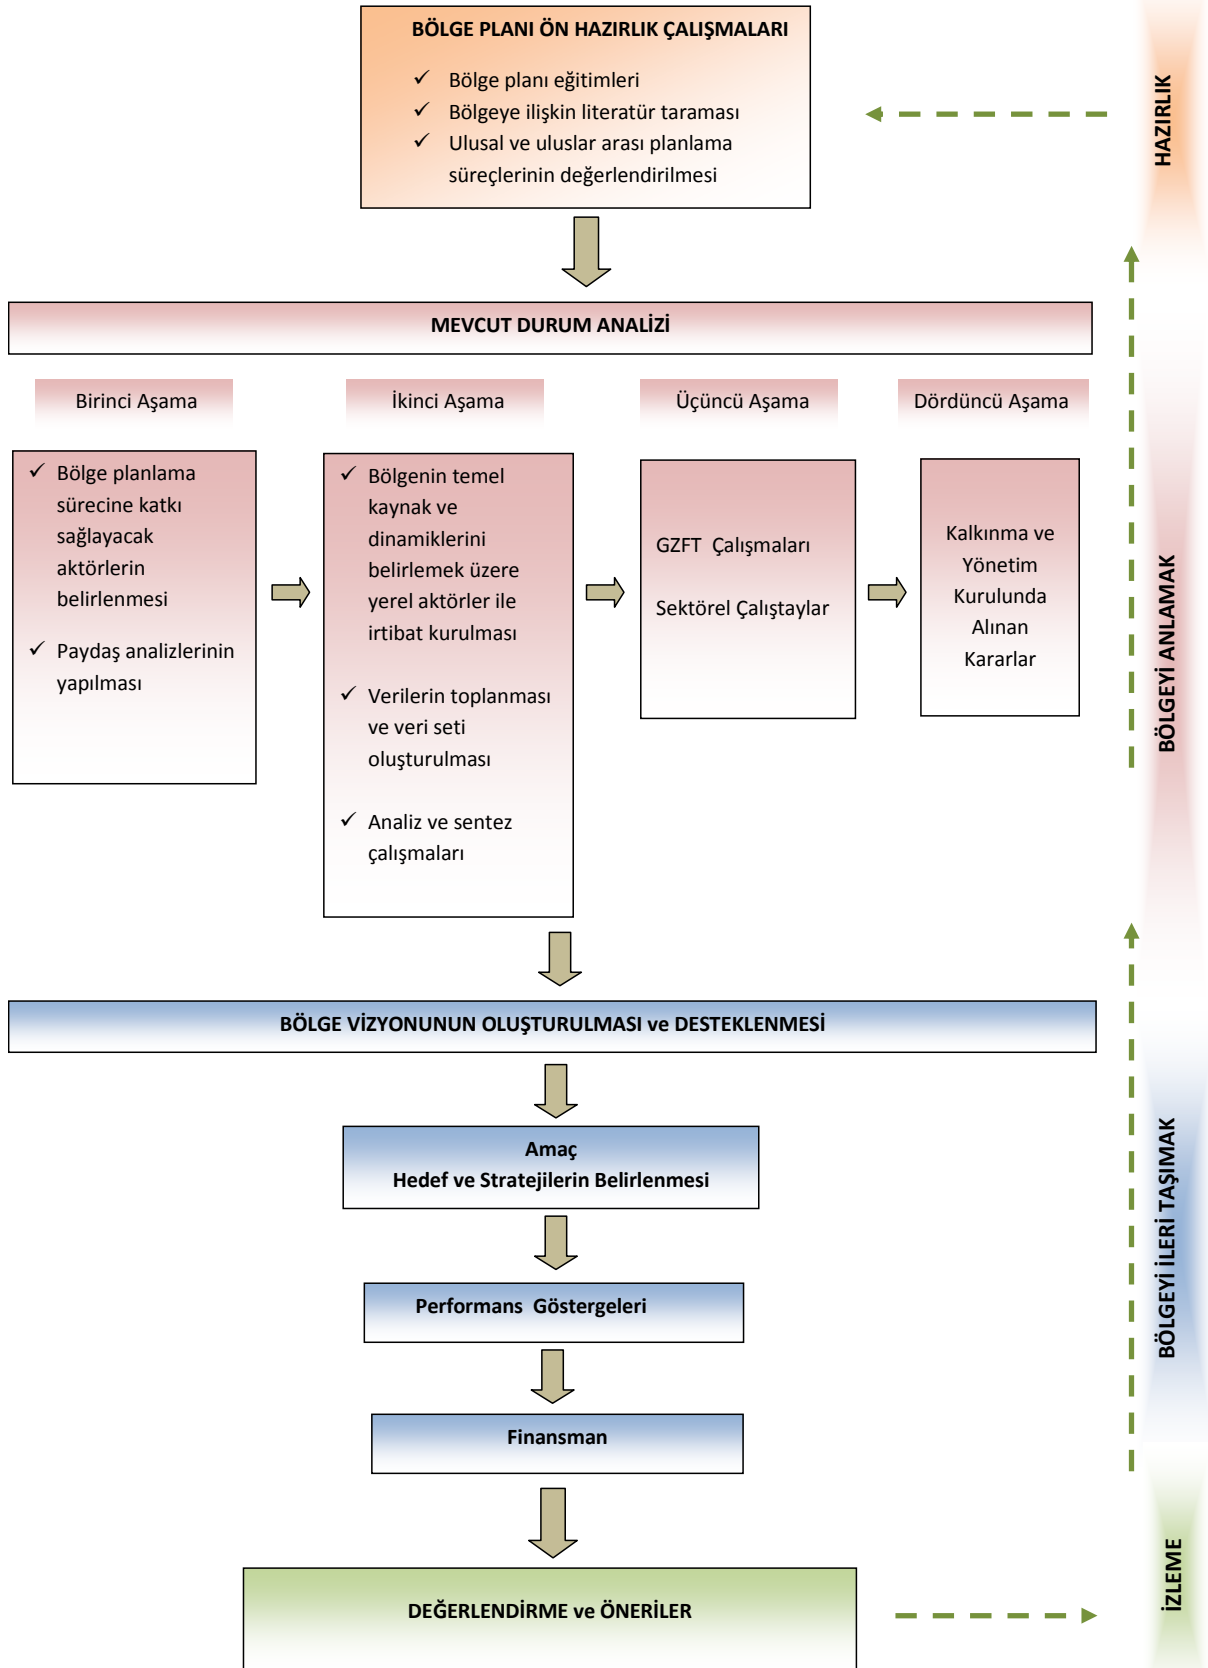 BÖLGE PLANI ÖN HAZIRLIK ÇALIŞMALARI
✓ Bölge planı eğitimleri
✓ Bölgeye ilişkin literatür taraması
✓ Ulusal ve uluslar arası planlama
süreçlerinin değerlendirilmesi
HAZIRLIK
MEVCUT DURUM ANALİZİ
Birinci Aşama
✓ Bölge planlama
sürecine katkı
sağlayacak
aktörlerin
belirlenmesi
✓ Paydaş analizlerinin
yapılması
İkinci Aşama
✓ Bölgenin temel
kaynak ve
dinamiklerini
belirlemek üzere
yerel aktörler ile
irtibat kurulması
✓ Verilerin toplanması
ve veri seti
oluşturulması
✓ Analiz ve sentez
çalışmaları
Üçüncü Aşama
GZFT Çalışmaları
Sektörel Çalıştaylar
Dördüncü Aşama
Kalkınma ve
Yönetim
Kurulunda
Alınan
Kararlar
BÖLGEYİ ANLAMAK
BÖLGE VİZYONUNUN OLUŞTURULMASI ve DESTEKLENMESİ
Amaç
Hedef ve Stratejilerin Belirlenmesi
Performans Göstergeleri
Finansman
BÖLGEYİ İLERİ TAŞIMAK
DEĞERLENDİRME ve ÖNERİLER
İZLEME